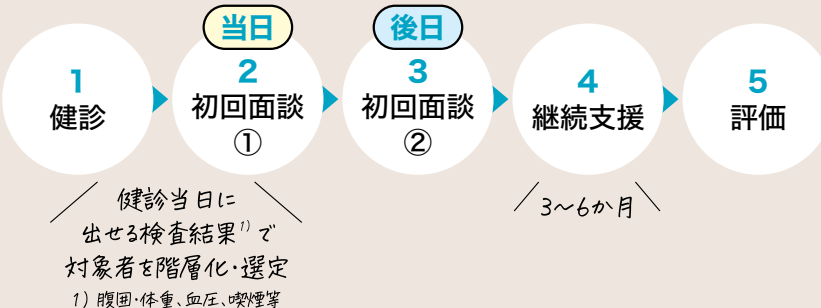 当日
後日
1
健診
2
初回面談
①
3
初回面談
②
4
継続支援
5
評価
健診当日に
出せる検査結果1)で
対象者を階層化・選定
1) 腹囲・体重、血圧、喫煙等
3~6か月